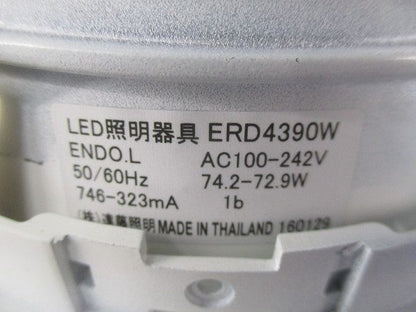 LED照明器具 ERD4390W
ENDO.L AC100-242V
50/60Hz 74.2-72.9W
746-323mA 1b
(株)遠藤照明 MADE IN THAILAND 160129